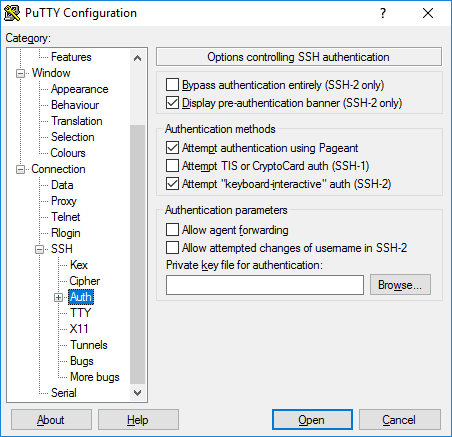 PuTTY Configuration
Category:
Features
Window
Appearance
Behaviour
Translation
Selection
Colours
Connection
Data
Proxy
Telnet
Rlogin
SSH
Kex
Cipher
Auth
TTY
X11
Tunnels
Bugs
More bugs
Serial
Options controlling SSH authentication
Bypass authentication entirely (SSH-2 only)
Display pre-authentication banner (SSH-2 only)
Authentication methods
Attempt authentication using Pageant
Attempt TIS or CryptoCard auth (SSH-1)
Attempt "keyboard-interactive" auth (SSH-2)
Authentication parameters
Allow agent forwarding
Allow attempted changes of username in SSH-2
Private key file for authentication:
Browse...
About
Help
Open
Cancel